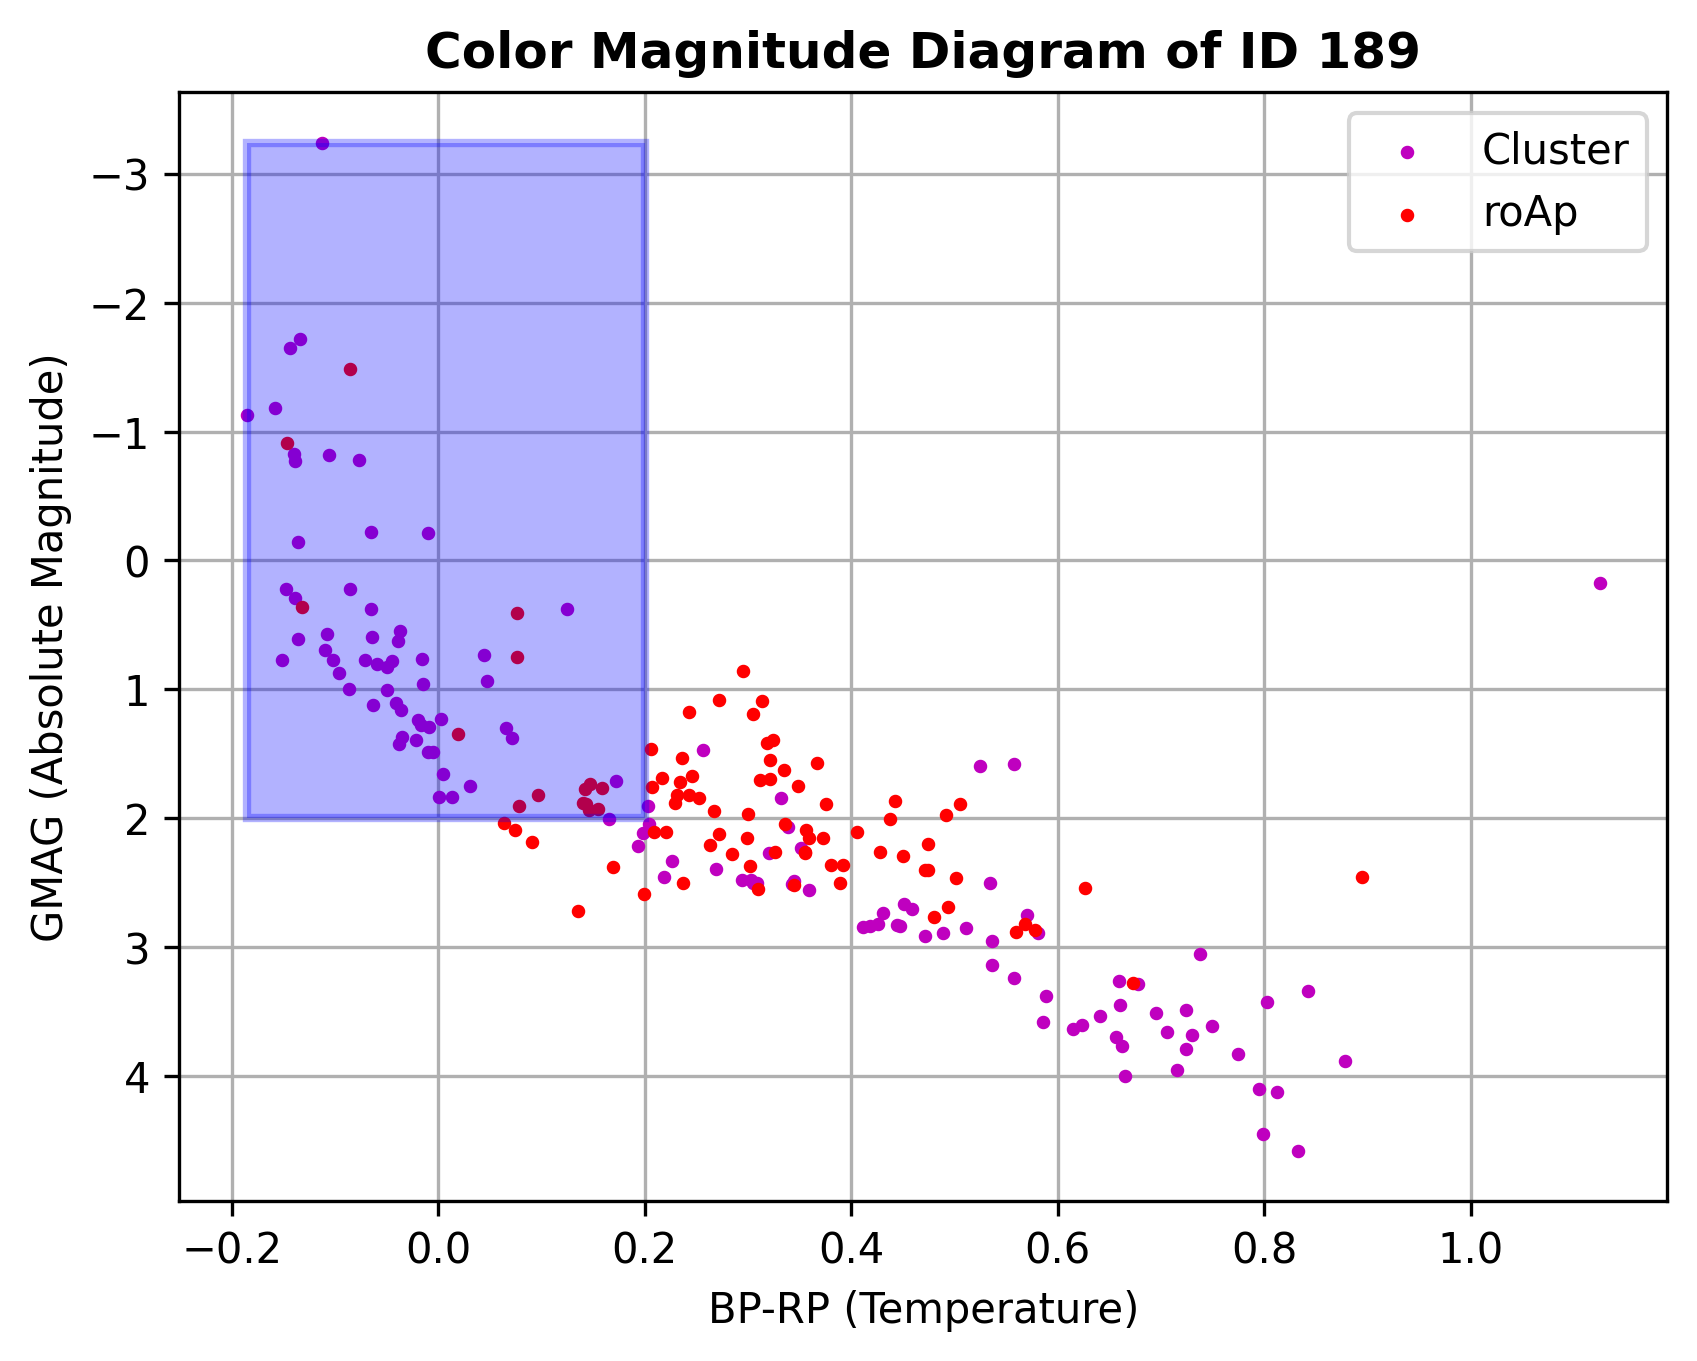 Color Magnitude Diagram of ID 189
Cluster
roAp
GMAG (Absolute Magnitude)
−3
−2
−1
0
1
2
3
4
−0.2 0.0 0.2 0.4 0.6 0.8 1.0
BP-RP (Temperature)